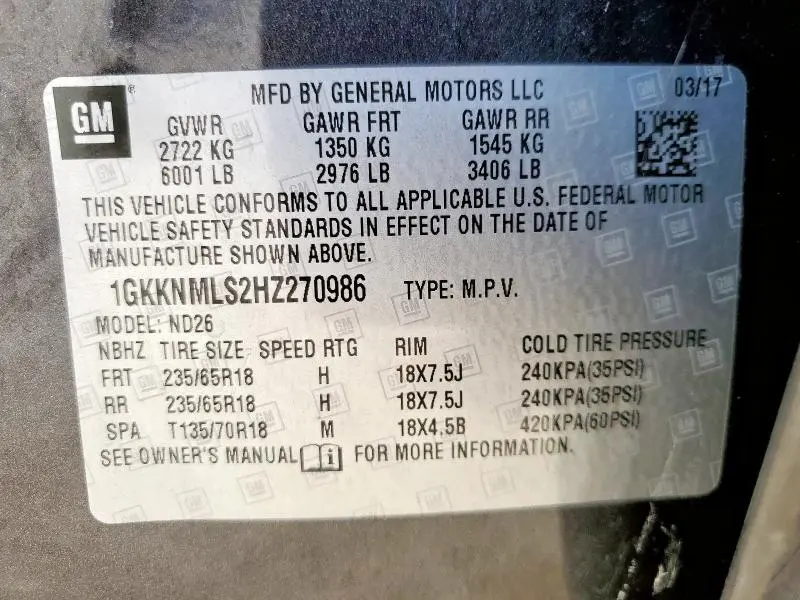 GM
MFD BY GENERAL MOTORS LLC 03/17
GVWR GAWR FRT GAWR RR
2722 KG 1350 KG 1545 KG
6001 LB 2976 LB 3406 LB
THIS VEHICLE CONFORMS TO ALL APPLICABLE U.S. FEDERAL MOTOR
VEHICLE SAFETY STANDARDS IN EFFECT ON THE DATE OF
MANUFACTURE SHOWN ABOVE.
1GKKNMLS2HZ270986 TYPE: M.P.V.
MODEL: ND26
NBHZ TIRE SIZE SPEED RTG RIM COLD TIRE PRESSURE
FRT 235/65R18 H 18X7.5J 240KPA(35PSI)
RR 235/65R18 H 18X7.5J 240KPA(35PSI)
SPA T135/70R18 M 18X4.5B 420KPA(60PSI)
SEE OWNER'S MANUAL i FOR MORE INFORMATION.